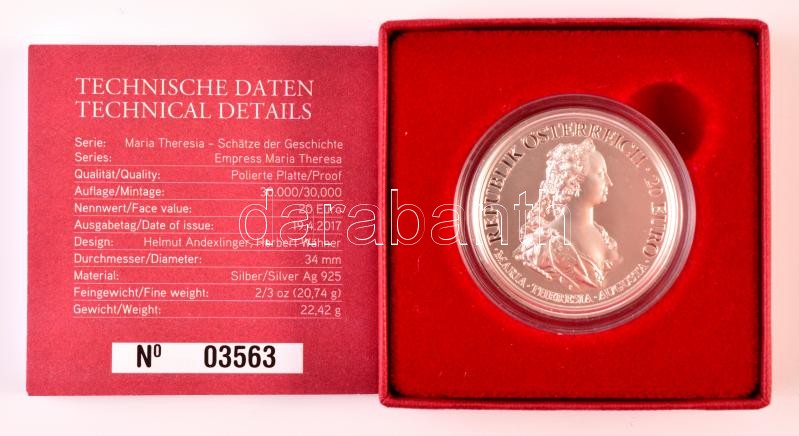 TECHNISCHE DATEN
TECHNICAL DETAILS
Serie: Maria Theresia – Schätze der Geschichte
Series: Empress Maria Theresa
Qualität/Quality: Polierte Platte/Proof
Auflage/Mintage: 30.000/30,000
Nennwert/Face value: 20 Euro
Ausgabetag/Date of issue: 19.4.2017
Design: Helmut Andexlinger, Herbert Wähner
Durchmesser/Diameter: 34 mm
Material: Silber/Silver Ag 925
Feingewicht/Fine weight: 2/3 oz (20,74 g)
Gewicht/Weight: 22,42 g
Nº 03563
REPUBLIK ÖSTERREICH · 20 EURO ·
· MARIA · THERESIA · AUGUSTA ·
darabanth